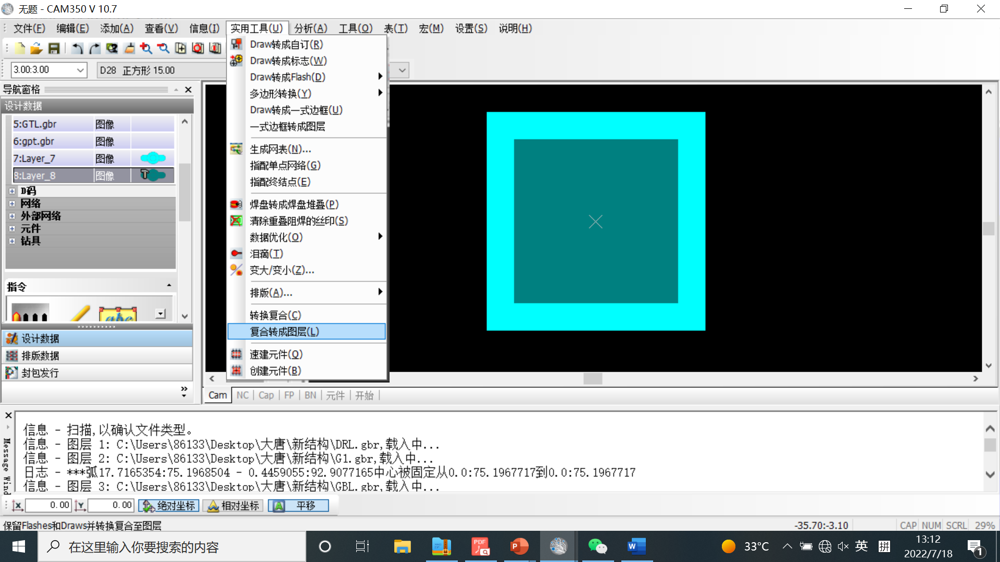 无题 - CAM350 V 10.7
文件(F) 编辑(E) 添加(A) 查看(V) 信息(I) 实用工具(U) 分析(A) 工具(O) 表(T) 宏(M) 设置(S) 说明(H)
3.00:3.00
D28 正方形 15.00
导航窗格
设计数据
5:GTL.gbr 图像
6:gpt.gbr 图像
7:Layer_7 图像
8:Layer_8 图像
D码
网络
外部网络
元件
钻具
指令
abc
设计数据
排版数据
封包发行
Draw转成自订(R)
Draw转成标志(W)
Draw转成Flash(D)
多边形转换(Y)
Draw转成一式边框(U)
一式边框转成图层
生成网表(N)...
指配单点网络(G)
指配终结点(E)
焊盘转成焊盘堆叠(P)
清除重叠阻焊的丝印(S)
数据优化(O)
泪滴(T)
变大/变小(Z)...
排版(A)...
转换复合(C)
复合转成图层(L)
速建元件(Q)
创建元件(B)
Cam NC Cap FP BN 元件 开始
Message Wind
信息 - 扫描,以确认文件类型。
信息 - 图层 1: C:\Users\86133\Desktop\大唐\新结构\DRL.gbr,载入中...
信息 - 图层 2: C:\Users\86133\Desktop\大唐\新结构\G1.gbr,载入中...
日志 - ***弧17.7165354:75.1968504 - 0.4459055:92.9077165中心被固定从0.0:75.1967717到0.0:75.1967717
信息 - 图层 3: C:\Users\86133\Desktop\大唐\新结构\GBL.gbr,载入中...
X 0.00 Y 0.00 绝对坐标 相对坐标 平移
保留Flashes和Draws并转换复合至图层
-35.70:-3.10 CAP NUM SCRL 29%
在这里输入你要搜索的内容
33°C 英 拼
13:12
2022/7/18
1